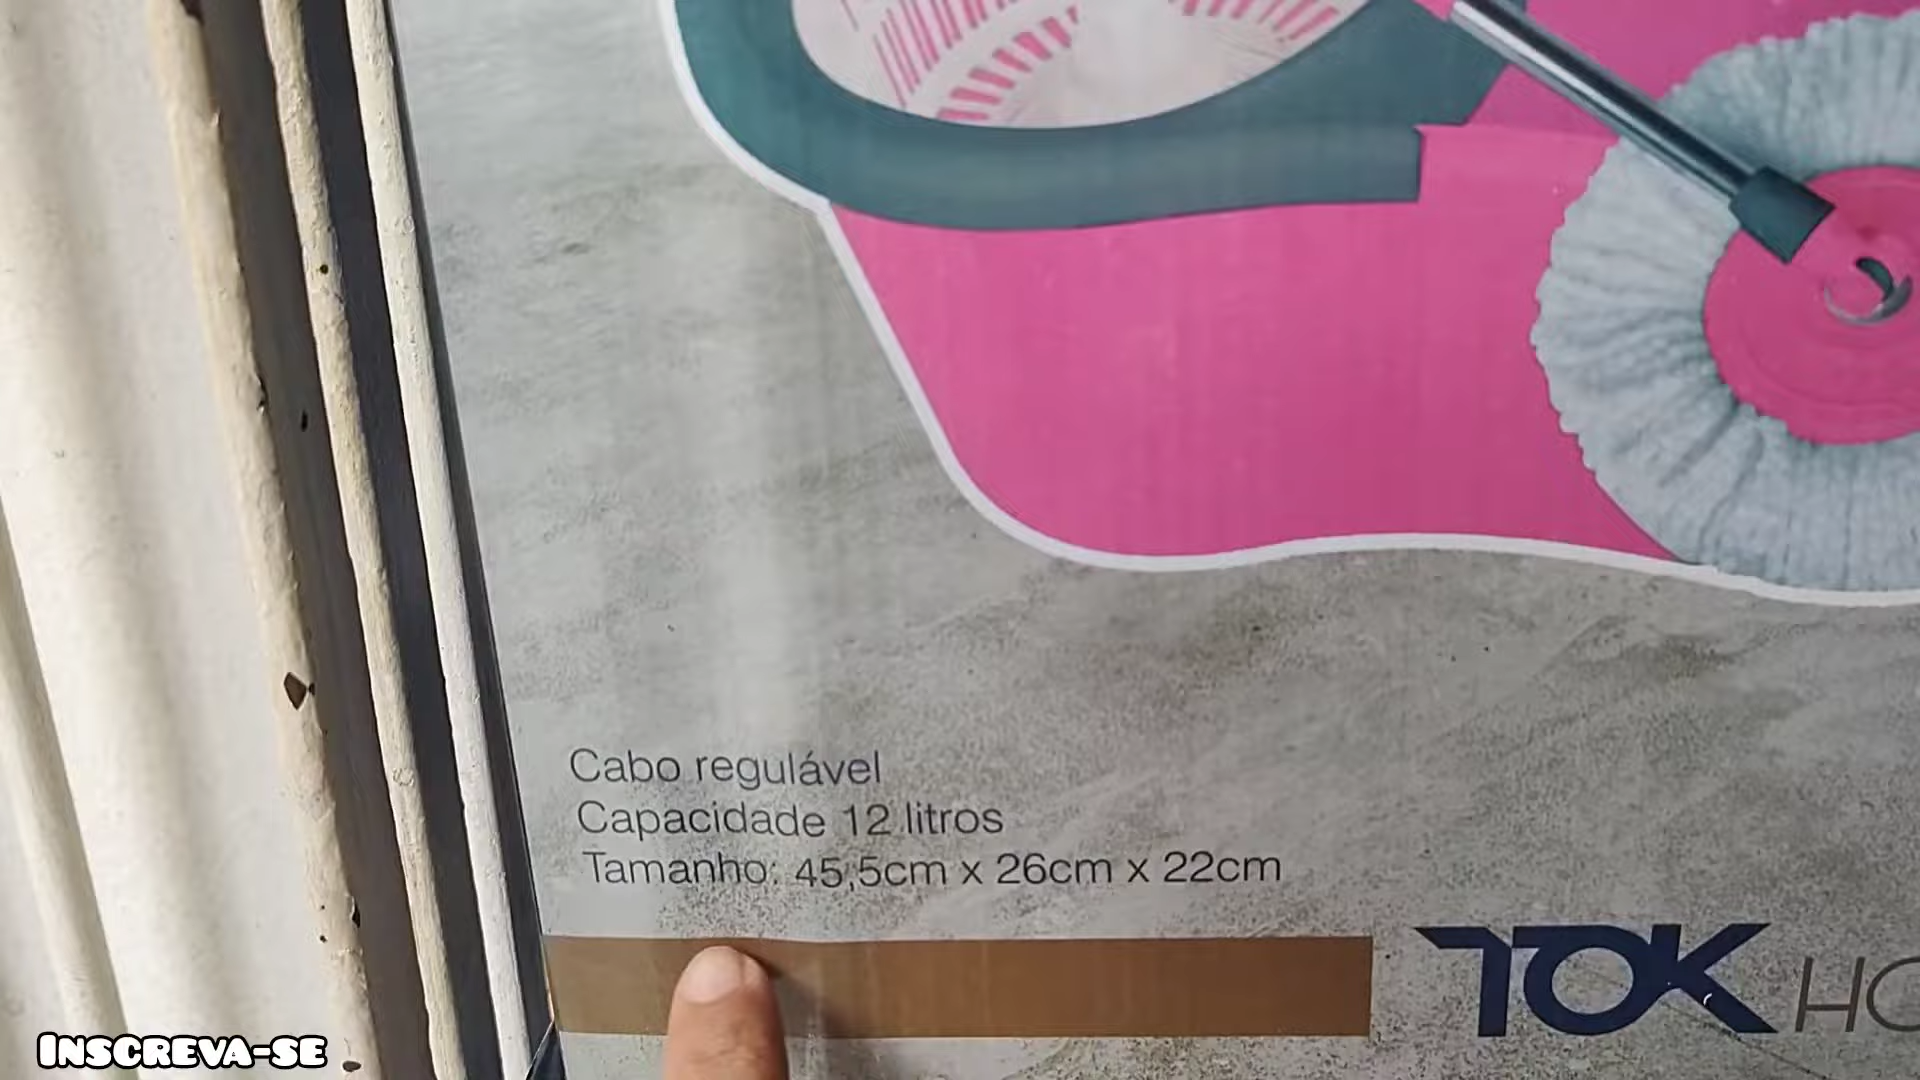 Cabo regulável
Capacidade 12 litros
Tamanho: 45,5cm x 26cm x 22cm
TOK
INSCREVA-SE